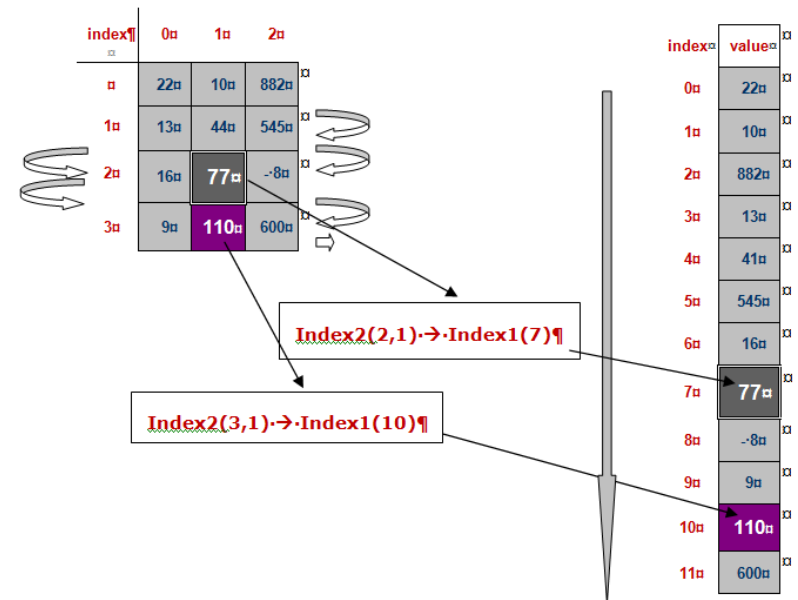 index¶ 0¤ 1¤ 2¤
¤
¤ 22¤ 10¤ 882¤ ¤
1¤ 13¤ 44¤ 545¤ ¤
2¤ 16¤ 77¤ -·8¤ ¤
3¤ 9¤ 110¤ 600¤ ¤
Index2(2,1)·→·Index1(7)¶
Index2(3,1)·→·Index1(10)¶
index¤ value¤ ¤
0¤ 22¤ ¤
1¤ 10¤ ¤
2¤ 882¤ ¤
3¤ 13¤ ¤
4¤ 41¤ ¤
5¤ 545¤ ¤
6¤ 16¤ ¤
7¤ 77¤ ¤
8¤ -·8¤ ¤
9¤ 9¤ ¤
10¤ 110¤ ¤
11¤ 600¤ ¤